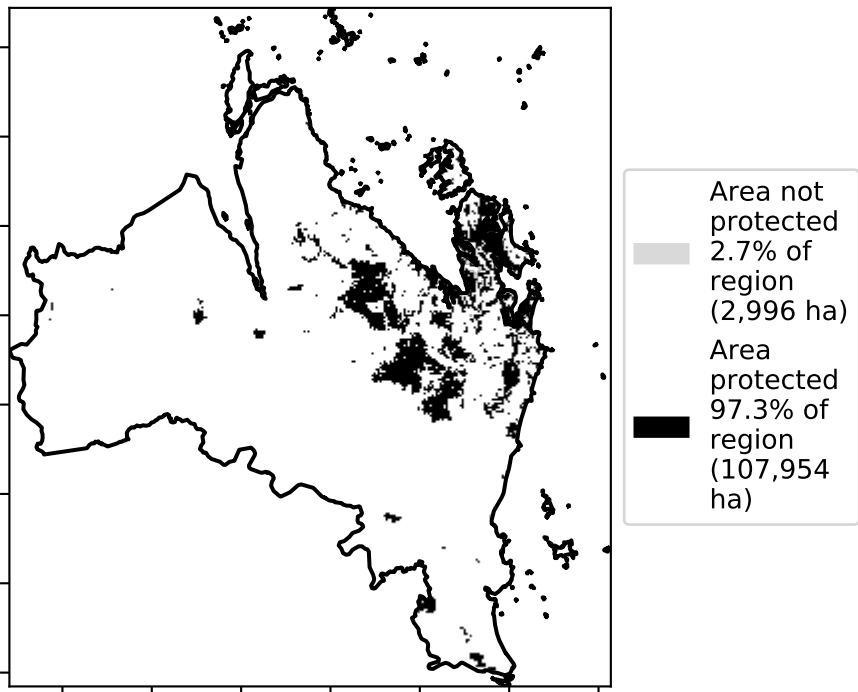 Area not
protected
2.7% of
region
(2,996 ha)
Area
protected
97.3% of
region
(107,954
ha)